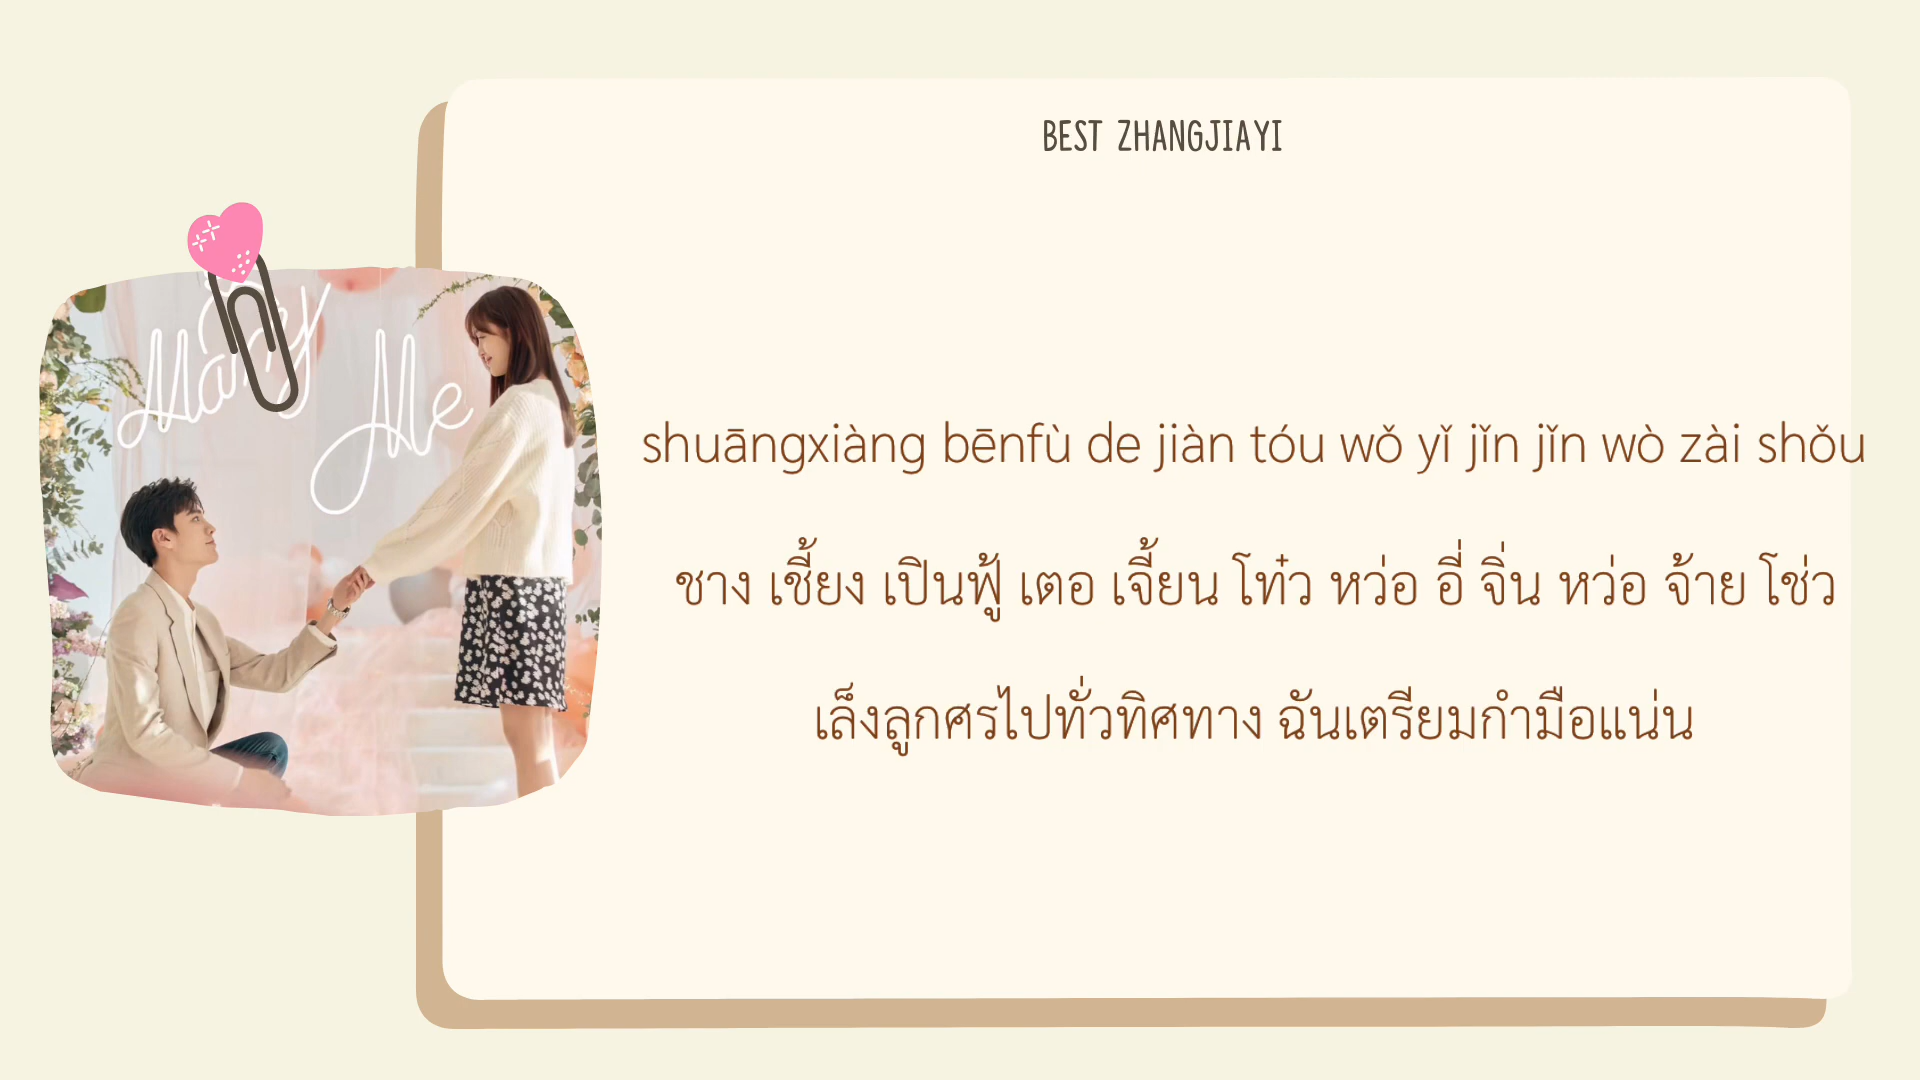 BEST ZHANGJIAYI
Marry
Me
shuāngxiàng bēnfù de jiàn tóu wǒ yǐ jǐn jǐn wò zài shǒu
ชาง เชี้ยง เปินฟู้ เตอ เจี้ยน โท๋ว หว่อ อี่ จิ่น หว่อ จ้าย โช่ว
เล็งลูกศรไปทั่วทิศทาง ฉันเตรียมกำมือแน่น